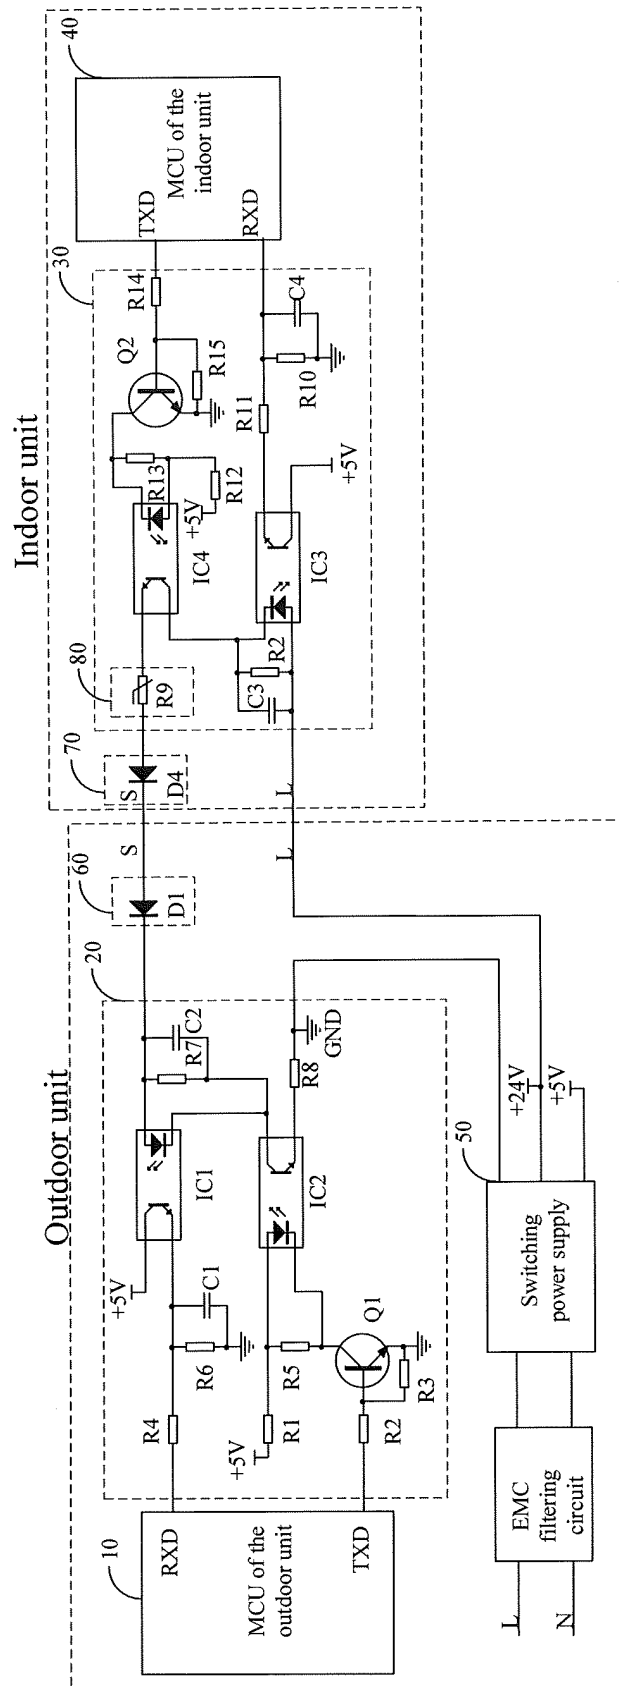 Outdoor unit
Indoor unit
10
MCU of the
outdoor unit
RXD
TXD
20
R4
+5V
R6
C1
IC1
R7
C2
+5V
R1
R5
IC2
R8
GND
R2
R3
Q1
60
D1
S
S
70
D4
L
L
80
R9
30
IC4
R13
+5V
R12
Q2
R15
R14
C3
R2
IC3
+5V
R11
R10
C4
40
MCU of the
indoor unit
TXD
RXD
50
Switching
power supply
+24V
+5V
EMC
filtering
circuit
L
N